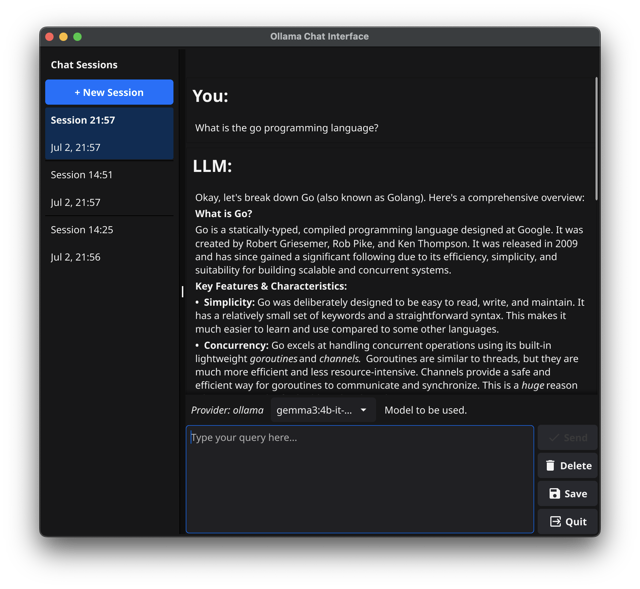 Ollama Chat Interface
Chat Sessions
+ New Session
Session 21:57
Jul 2, 21:57
Session 14:51
Jul 2, 21:57
Session 14:25
Jul 2, 21:56
You:
What is the go programming language?
LLM:
Okay, let's break down Go (also known as Golang). Here's a comprehensive overview:
What is Go?
Go is a statically-typed, compiled programming language designed at Google. It was
created by Robert Griesemer, Rob Pike, and Ken Thompson. It was released in 2009
and has since gained a significant following due to its efficiency, simplicity, and
suitability for building scalable and concurrent systems.
Key Features & Characteristics:
• Simplicity: Go was deliberately designed to be easy to read, write, and maintain. It
has a relatively small set of keywords and a straightforward syntax. This makes it
much easier to learn and use compared to some other languages.
• Concurrency: Go excels at handling concurrent operations using its built-in
lightweight goroutines and channels. Goroutines are similar to threads, but they are
much more efficient and less resource-intensive. Channels provide a safe and
efficient way for goroutines to communicate and synchronize. This is a huge reason
Provider: ollama
gemma3:4b-it-...
Model to be used.
Type your query here...
Send
Delete
Save
Quit